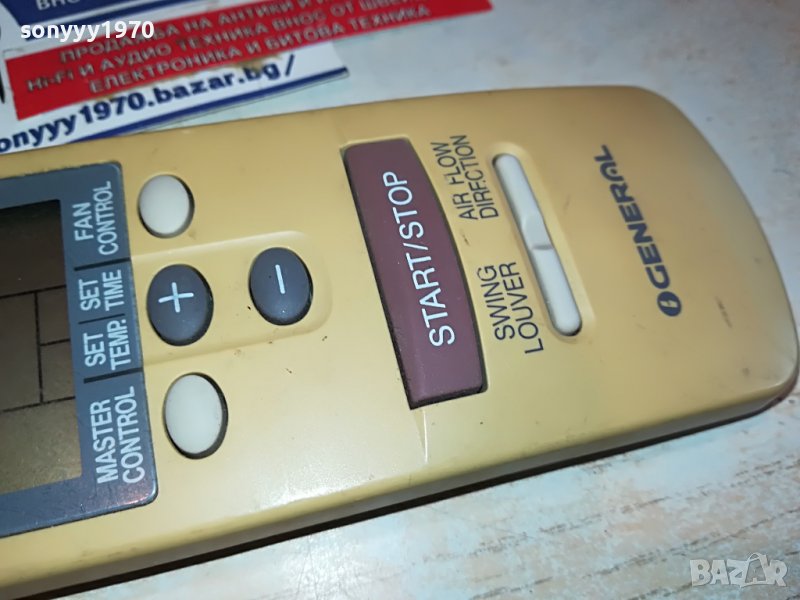 sonyyy1970
ПРОДАЖБА НА АНТИКИ И
Hi-Fi И АУДИО ТЕХНИКА ВНОС ОТ
ЕЛЕКТРОНИКА И БИТОВА ТЕХНИКА
sonyyy1970.bazar.bg/
FAN
CONTROL
SET
TEMP.
SET
TIME
MASTER
CONTROL
+
−
START/STOP
AIR FLOW
DIRECTION
SWING
LOUVER
GENERAL
BAZAR